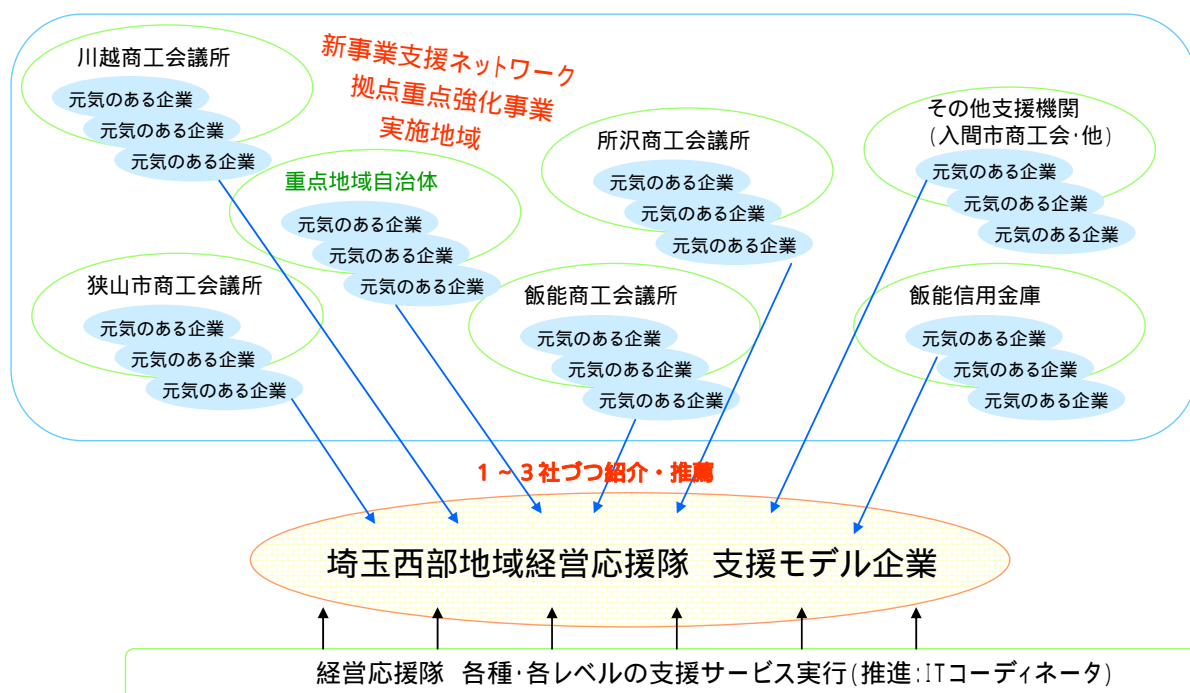 川越商工会議所
元気のある企業
元気のある企業
元気のある企業
新事業支援ネットワーク
拠点重点強化事業
実施地域
重点地域自治体
元気のある企業
元気のある企業
元気のある企業
所沢商工会議所
元気のある企業
元気のある企業
元気のある企業
その他支援機関
(入間市商工会・他)
元気のある企業
元気のある企業
元気のある企業
狭山市商工会議所
元気のある企業
元気のある企業
元気のある企業
飯能商工会議所
元気のある企業
元気のある企業
元気のある企業
飯能信用金庫
元気のある企業
元気のある企業
元気のある企業
1～3社づつ紹介・推薦
埼玉西部地域経営応援隊 支援モデル企業
経営応援隊 各種・各レベルの支援サービス実行(推進:ITコーディネータ)